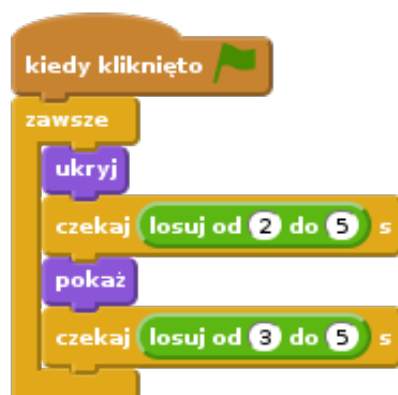 kiedy kliknięto
zawsze
ukryj
czekaj losuj od 2 do 5 s
pokaż
czekaj losuj od 3 do 5 s